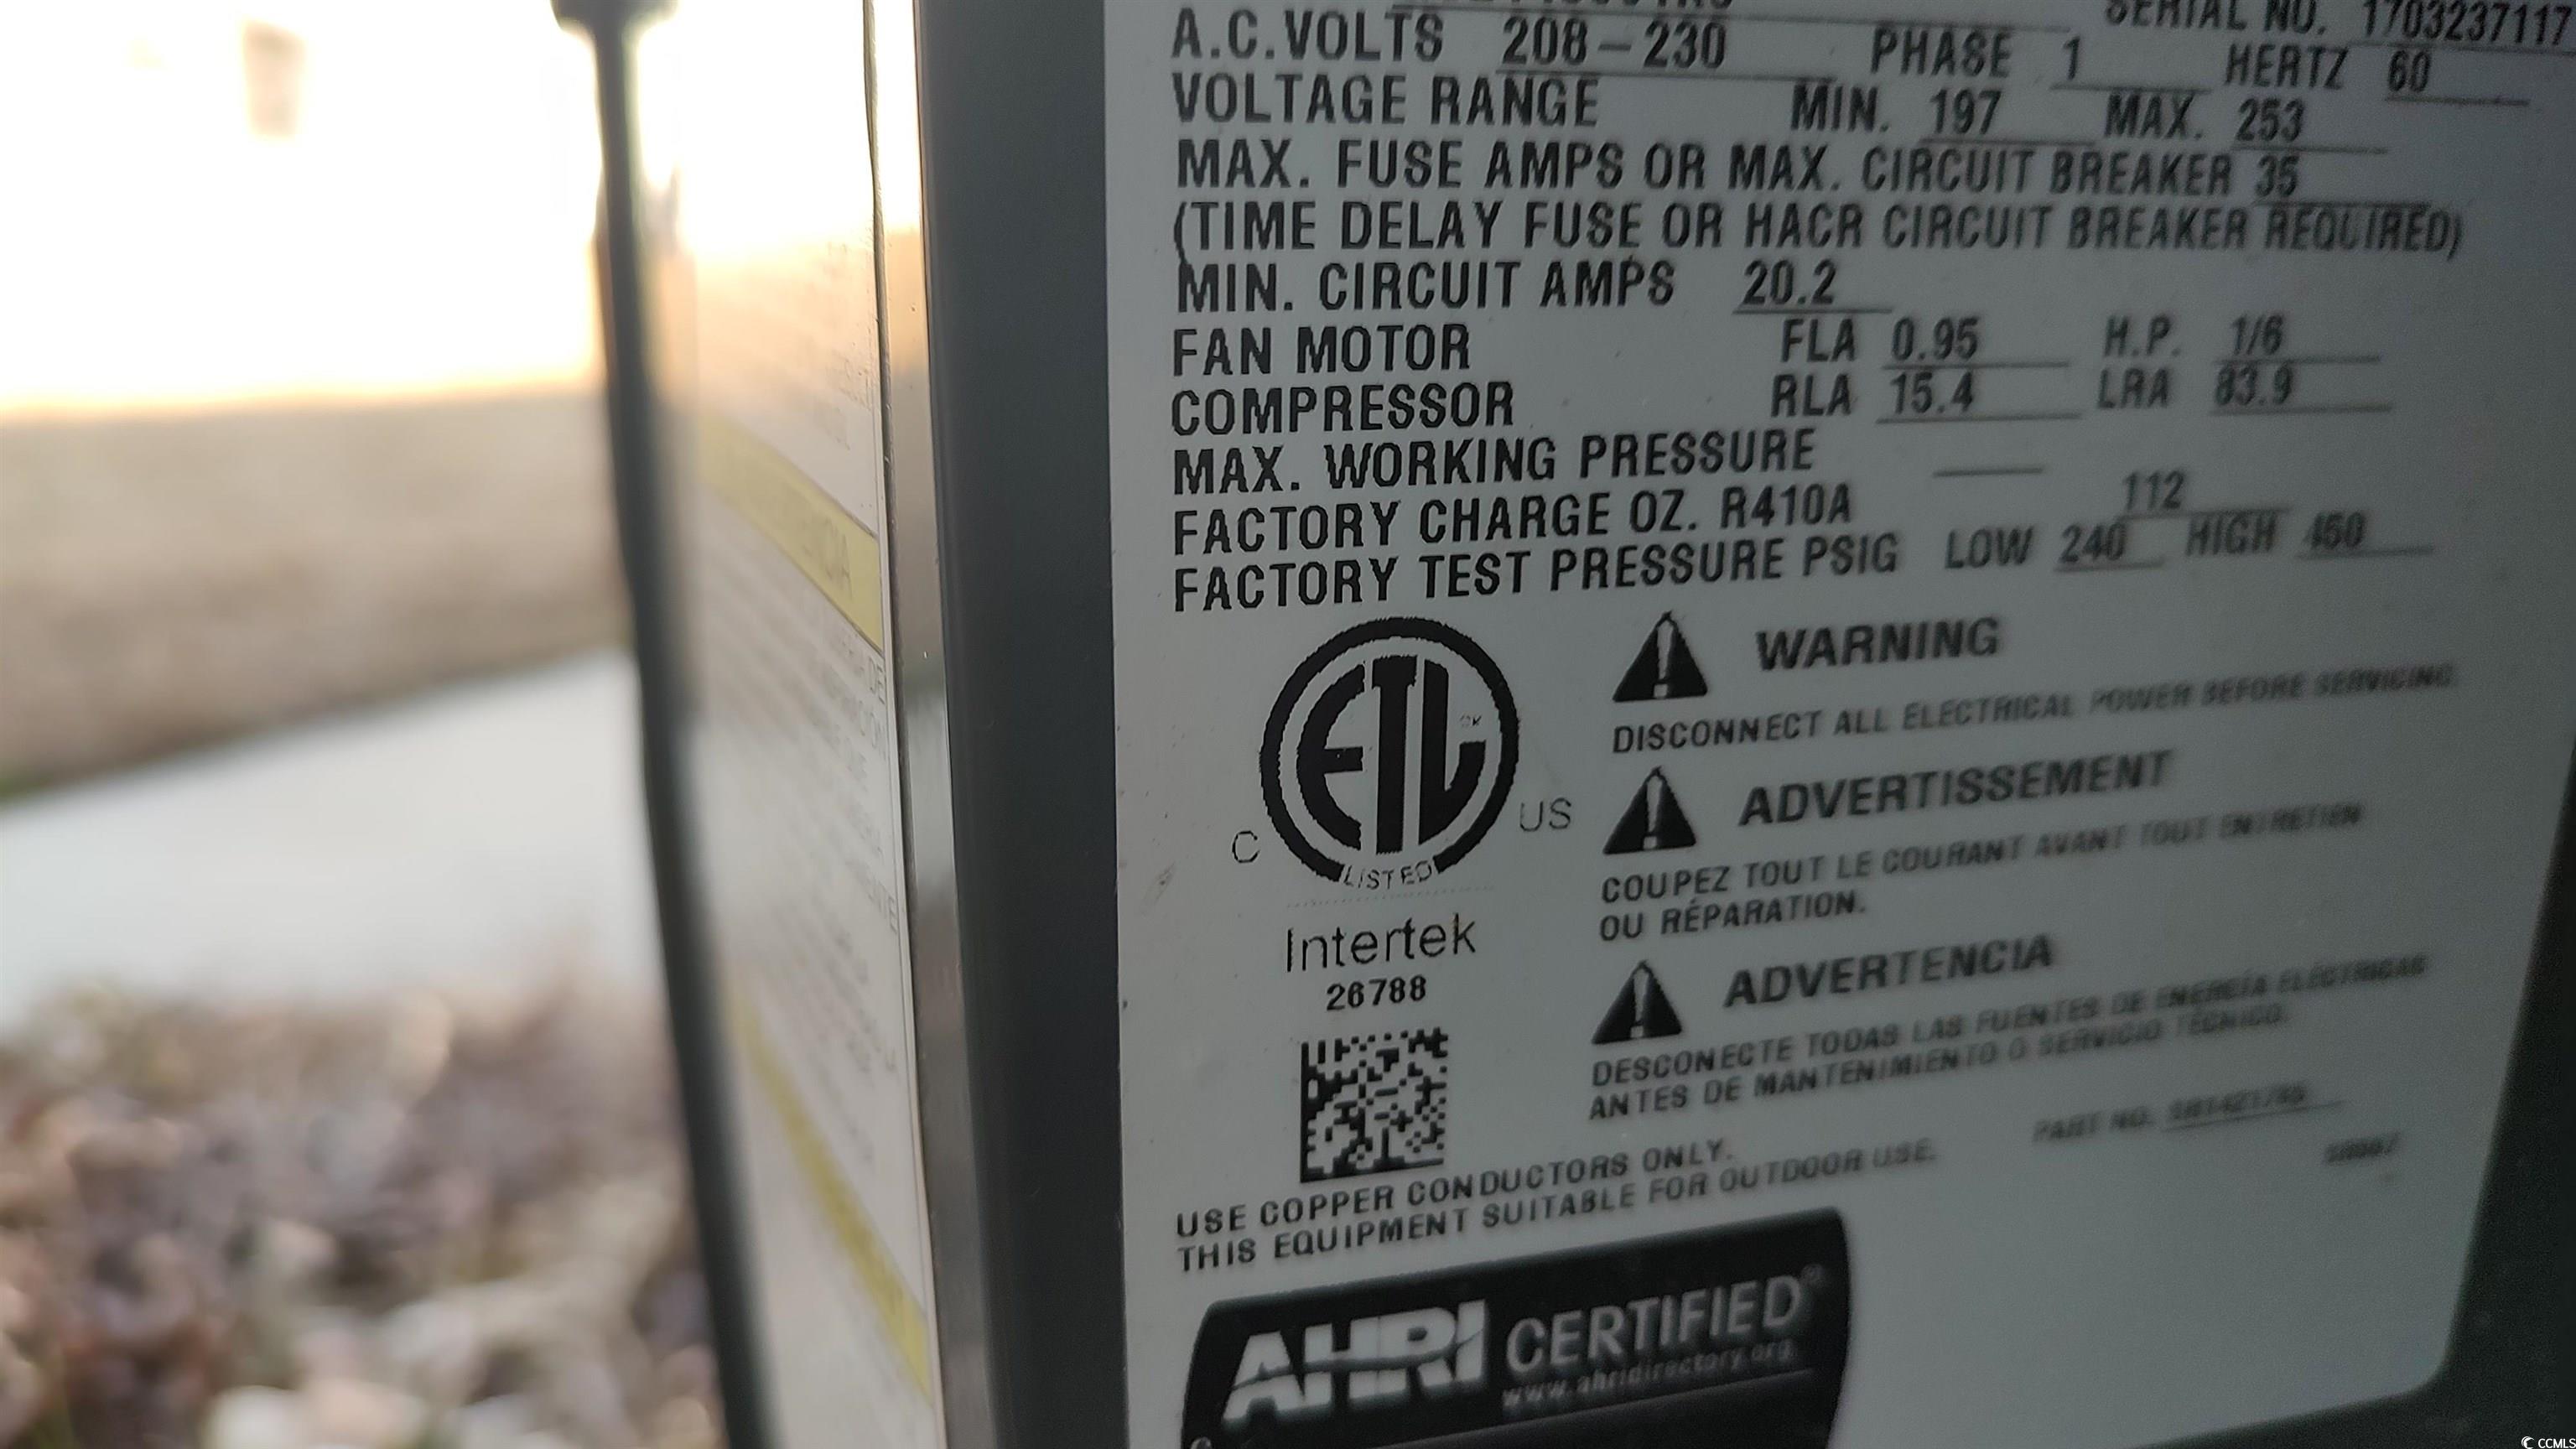 SERIAL NO. 1703237117
A.C. VOLTS 208-230 PHASE 1 HERTZ 60
VOLTAGE RANGE MIN. 197 MAX. 253
MAX. FUSE AMPS OR MAX. CIRCUIT BREAKER 35
(TIME DELAY FUSE OR HACR CIRCUIT BREAKER REQUIRED)
MIN. CIRCUIT AMPS 20.2
FAN MOTOR FLA 0.95 H.P. 1/6
COMPRESSOR RLA 15.4 LRA 83.9
MAX. WORKING PRESSURE
FACTORY CHARGE OZ. R410A 112
FACTORY TEST PRESSURE PSIG LOW 240 HIGH 450
ETL
C US
LISTED
Intertek
26788
WARNING
DISCONNECT ALL ELECTRICAL POWER BEFORE SERVICING.
ADVERTISSEMENT
COUPEZ TOUT LE COURANT AVANT TOUT ENTRETIEN
OU RÉPARATION.
ADVERTENCIA
DESCONECTE TODAS LAS FUENTES DE ENERGÍA ELÉCTRICAS
ANTES DE MANTENIMIENTO O SERVICIO TÉCNICO.
PART NO.
USE COPPER CONDUCTORS ONLY.
THIS EQUIPMENT SUITABLE FOR OUTDOOR USE.
AHRI CERTIFIED®
www.ahridirectory.org
CCMLS